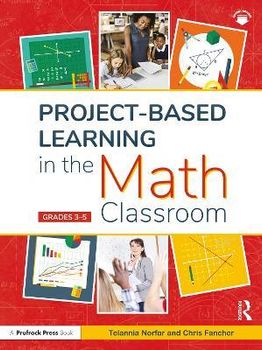 PROJECT-BASED
LEARNING
in the
Math
GRADES 3–5
Classroom
A Prufrock Press Book
Telannia Norfar and Chris Fancher